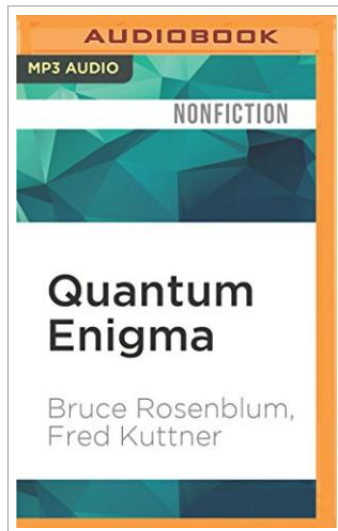 AUDIOBOOK
MP3 AUDIO
NONFICTION
Quantum
Enigma
Bruce Rosenblum,
Fred Kuttner